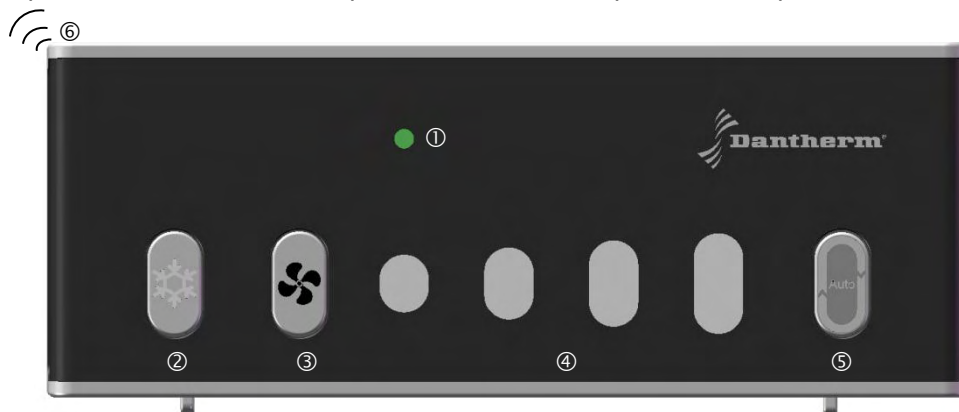 ⑥
①
Dantherm®
Auto
② ③ ④ ⑤